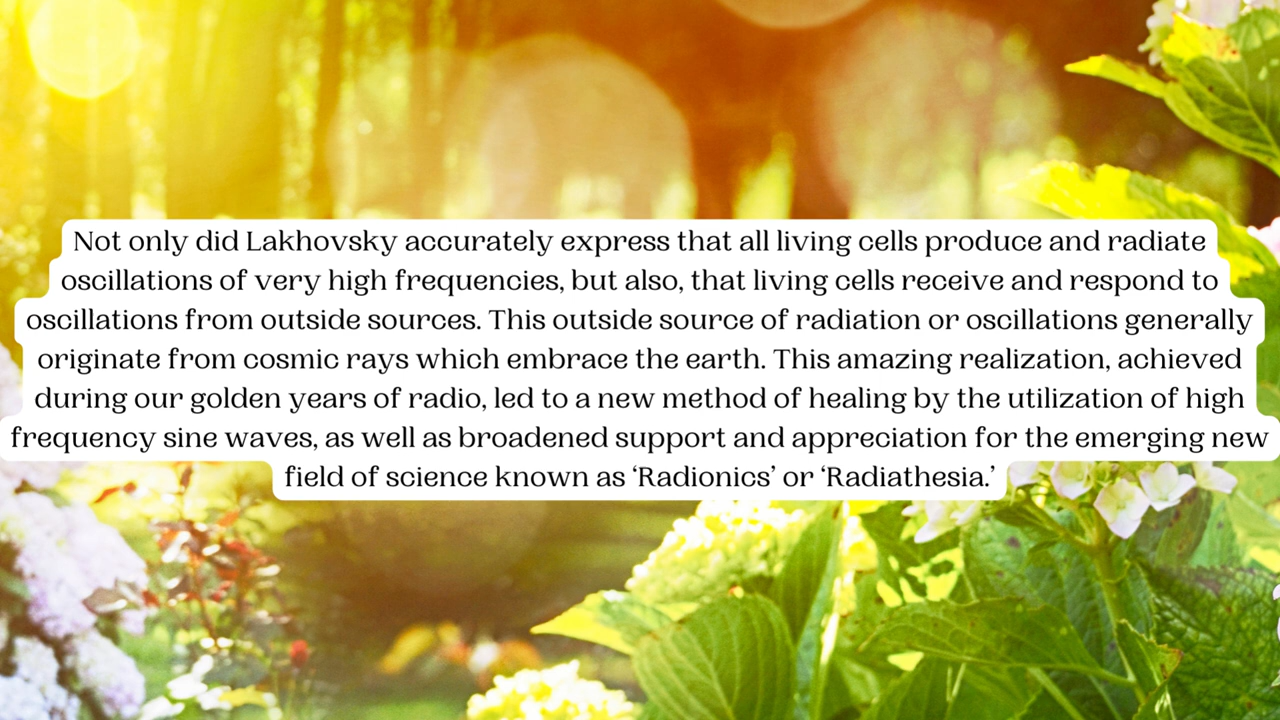 Not only did Lakhovsky accurately express that all living cells produce and radiate
oscillations of very high frequencies, but also, that living cells receive and respond to
oscillations from outside sources. This outside source of radiation or oscillations generally
originate from cosmic rays which embrace the earth. This amazing realization, achieved
during our golden years of radio, led to a new method of healing by the utilization of high
frequency sine waves, as well as broadened support and appreciation for the emerging new
field of science known as ‘Radionics’ or ‘Radiathesia.’